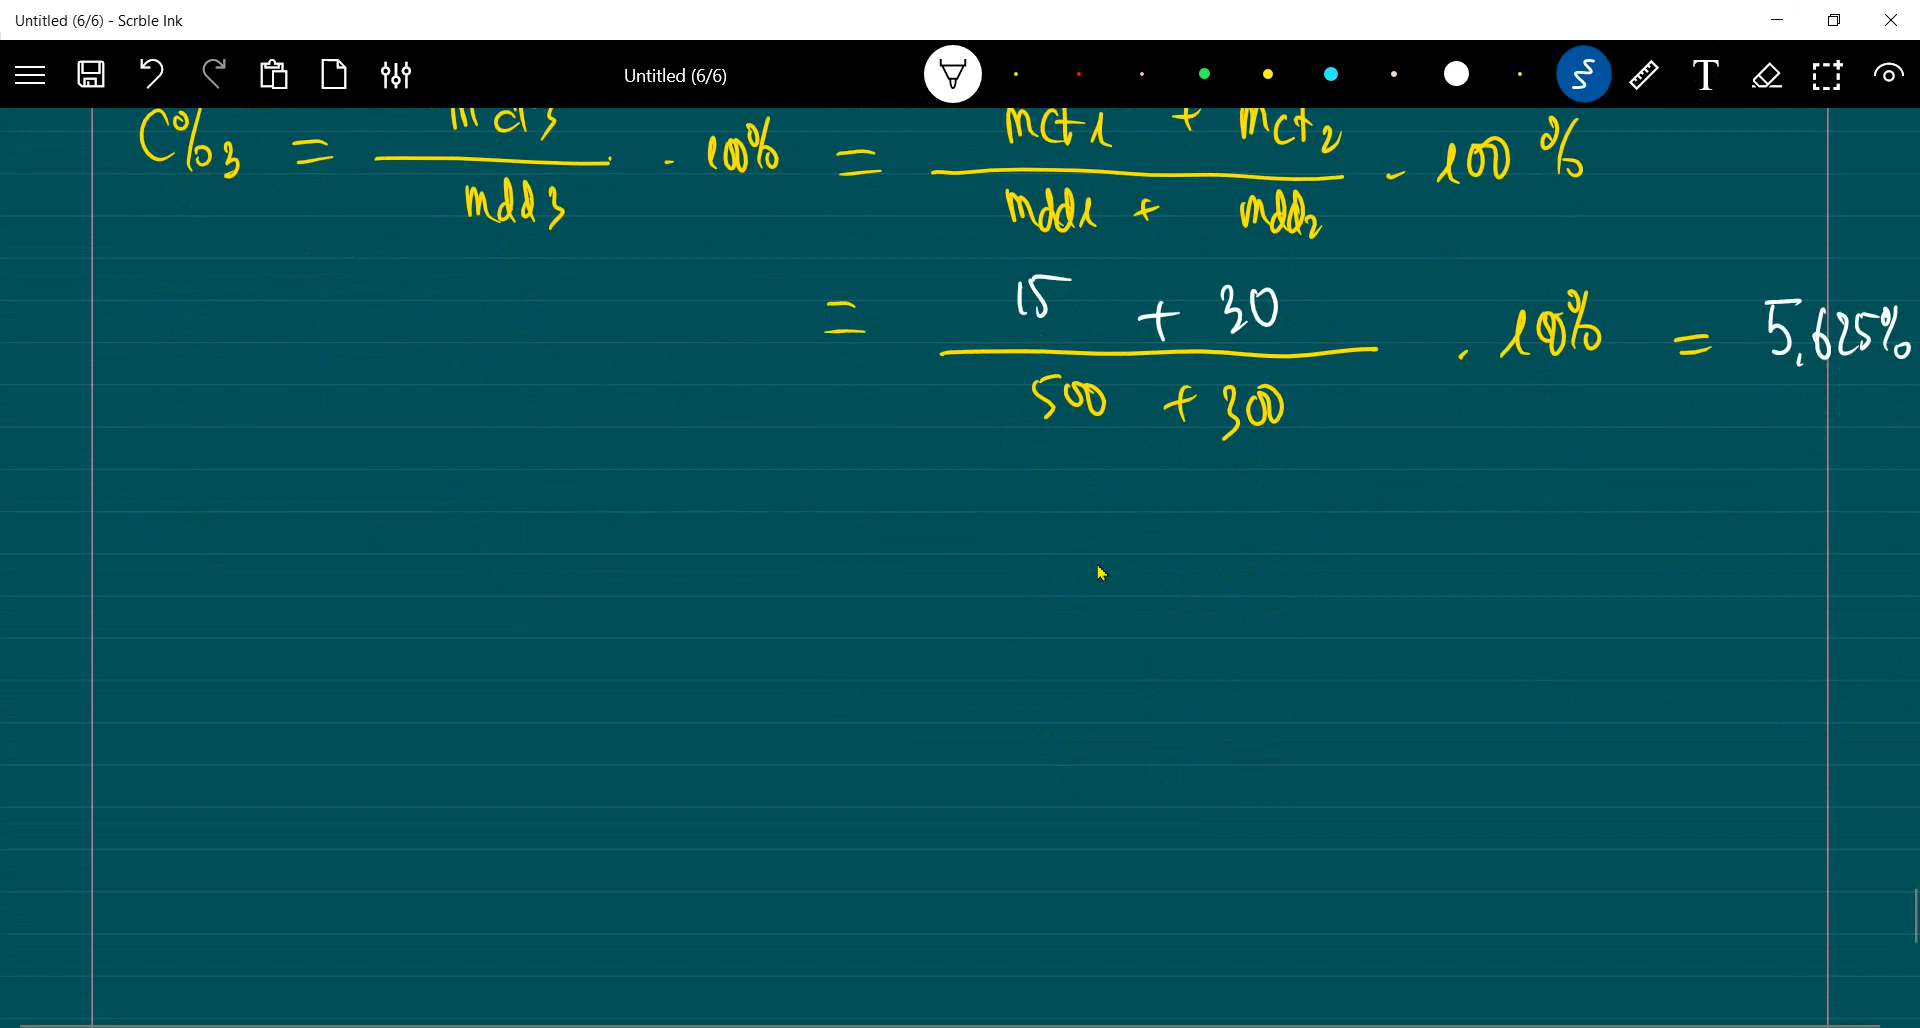 Untitled (6/6) - Scrble Ink
Untitled (6/6)
T
C%3 = mct3 / mdd3 . 100% = mct1 + mct2 / mdd1 + mdd2 . 100 %
= 15 + 30 / 500 + 300 . 100% = 5,625%